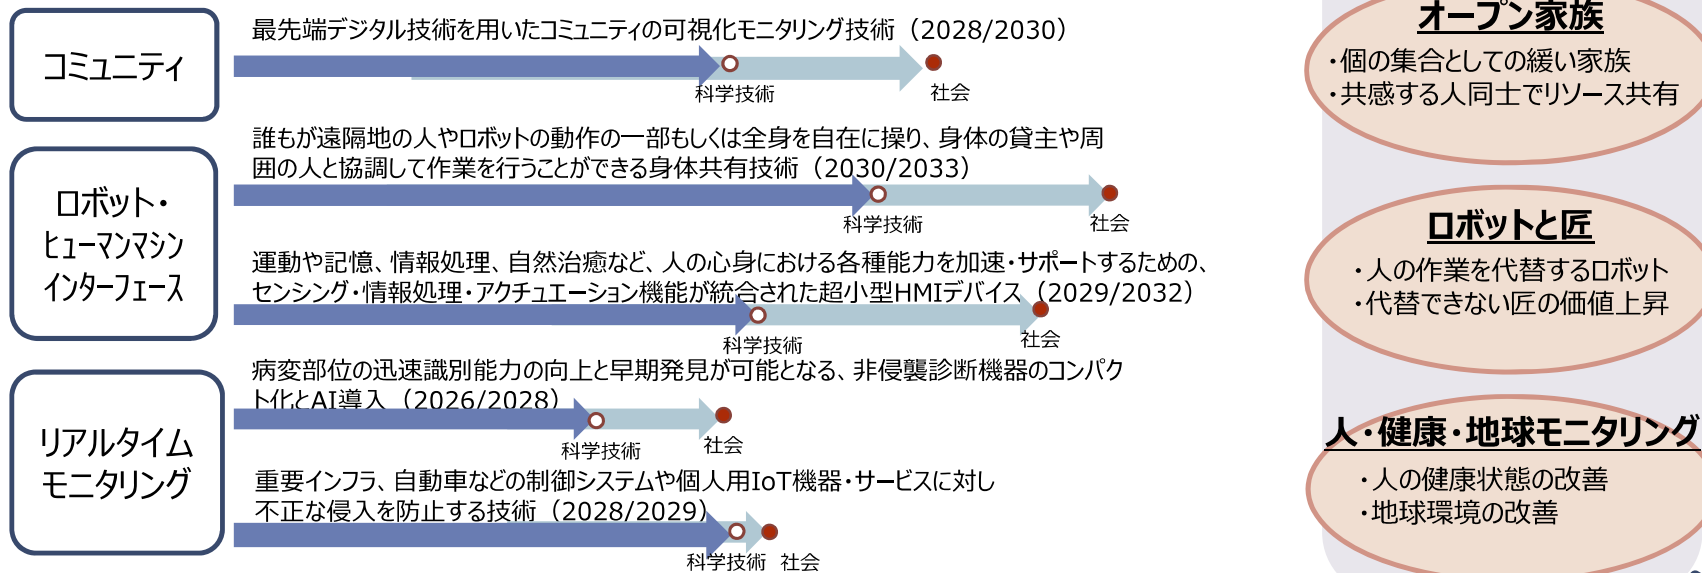 コミュニティ
最先端デジタル技術を用いたコミュニティの可視化モニタリング技術（2028/2030）
科学技術
社会
ロボット・
ヒューマンマシン
インターフェース
誰もが遠隔地の人やロボットの動作の一部もしくは全身を自在に操り、身体の貸主や周
囲の人と協調して作業を行うことができる身体共有技術（2030/2033）
科学技術
社会
運動や記憶、情報処理、自然治癒など、人の心身における各種能力を加速・サポートするための、
センシング・情報処理・アクチュエーション機能が統合された超小型HMIデバイス（2029/2032）
科学技術
社会
リアルタイム
モニタリング
病変部位の迅速識別能力の向上と早期発見が可能となる、非侵襲診断機器のコンパク
ト化とAI導入（2026/2028）
科学技術
社会
重要インフラ、自動車などの制御システムや個人用IoT機器・サービスに対し
不正な侵入を防止する技術（2028/2029）
科学技術
社会
オープン家族
・個の集合としての緩い家族
・共感する人同士でリソース共有
ロボットと匠
・人の作業を代替するロボット
・代替できない匠の価値上昇
人・健康・地球モニタリング
・人の健康状態の改善
・地球環境の改善